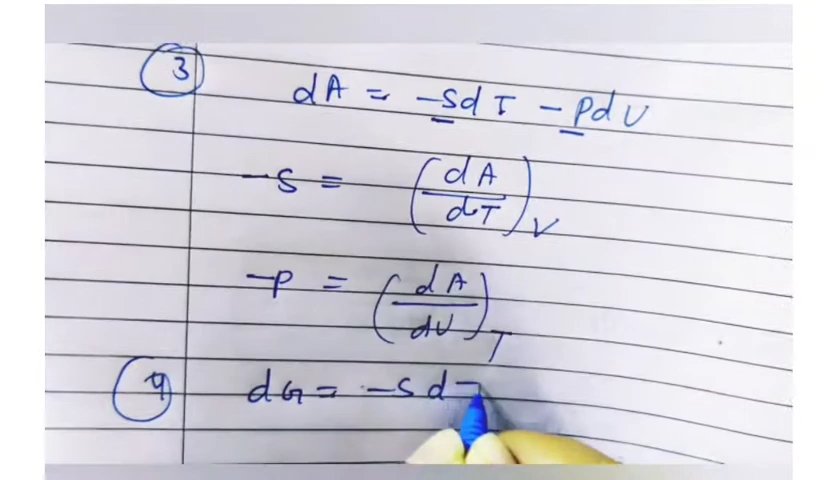 3 dA = -SdT - PdV
-S = (dA/dT)V
-P = (dA/dV)T
4 dG = -Sd